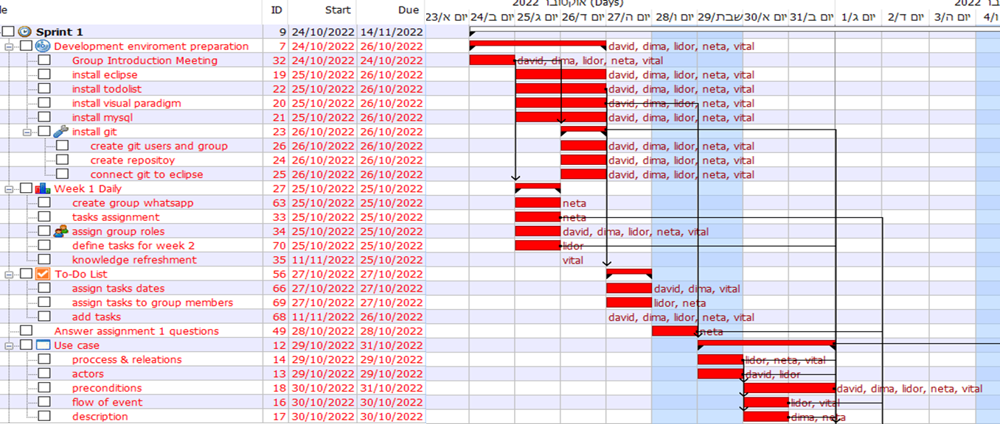 אוקטובר 2022 (Days)
2022
le ID Start Due יום א/23 יום ב/24 יום ג/25 יום ד/26 יום ה/27 יום ו/28 שבת/29 יום א/30 יום ב/31 יום ג/1 יום ד/2 יום ה/3 ו/4
Sprint 1 9 24/10/2022 14/11/2022
Development enviroment preparation 7 24/10/2022 26/10/2022 david, dima, lidor, neta, vital
Group Introduction Meeting 32 24/10/2022 24/10/2022 david, dima, lidor, neta, vital
install eclipse 19 25/10/2022 26/10/2022 david, dima, lidor, neta, vital
install todolist 22 25/10/2022 26/10/2022 david, dima, lidor, neta, vital
install visual paradigm 20 25/10/2022 26/10/2022 david, dima, lidor, neta, vital
install mysql 21 25/10/2022 26/10/2022 david, dima, lidor, neta, vital
install git 23 26/10/2022 26/10/2022
create git users and group 26 26/10/2022 26/10/2022 david, dima, lidor, neta, vital
create repositoy 24 26/10/2022 26/10/2022 david, dima, lidor, neta, vital
connect git to eclipse 25 26/10/2022 26/10/2022 david, dima, lidor, neta, vital
Week 1 Daily 27 25/10/2022 25/10/2022
create group whatsapp 63 25/10/2022 25/10/2022 neta
tasks assignment 33 25/10/2022 25/10/2022 neta
assign group roles 34 25/10/2022 25/10/2022 david, dima, lidor, neta, vital
define tasks for week 2 70 25/10/2022 25/10/2022 lidor
knowledge refreshment 35 11/11/2022 25/10/2022 vital
To-Do List 56 27/10/2022 27/10/2022
assign tasks dates 66 27/10/2022 27/10/2022 david, dima, vital
assign tasks to group members 69 27/10/2022 27/10/2022 lidor, neta
add tasks 68 11/11/2022 26/10/2022 david, dima, lidor, neta, vital
Answer assignment 1 questions 49 28/10/2022 28/10/2022 neta
Use case 12 29/10/2022 31/10/2022
proccess & releations 14 29/10/2022 29/10/2022 lidor, neta, vital
actors 13 29/10/2022 29/10/2022 david, lidor
preconditions 18 30/10/2022 31/10/2022 david, dima, lidor, neta, vital
flow of event 16 30/10/2022 30/10/2022 lidor, vital
description 17 30/10/2022 30/10/2022 dima, neta